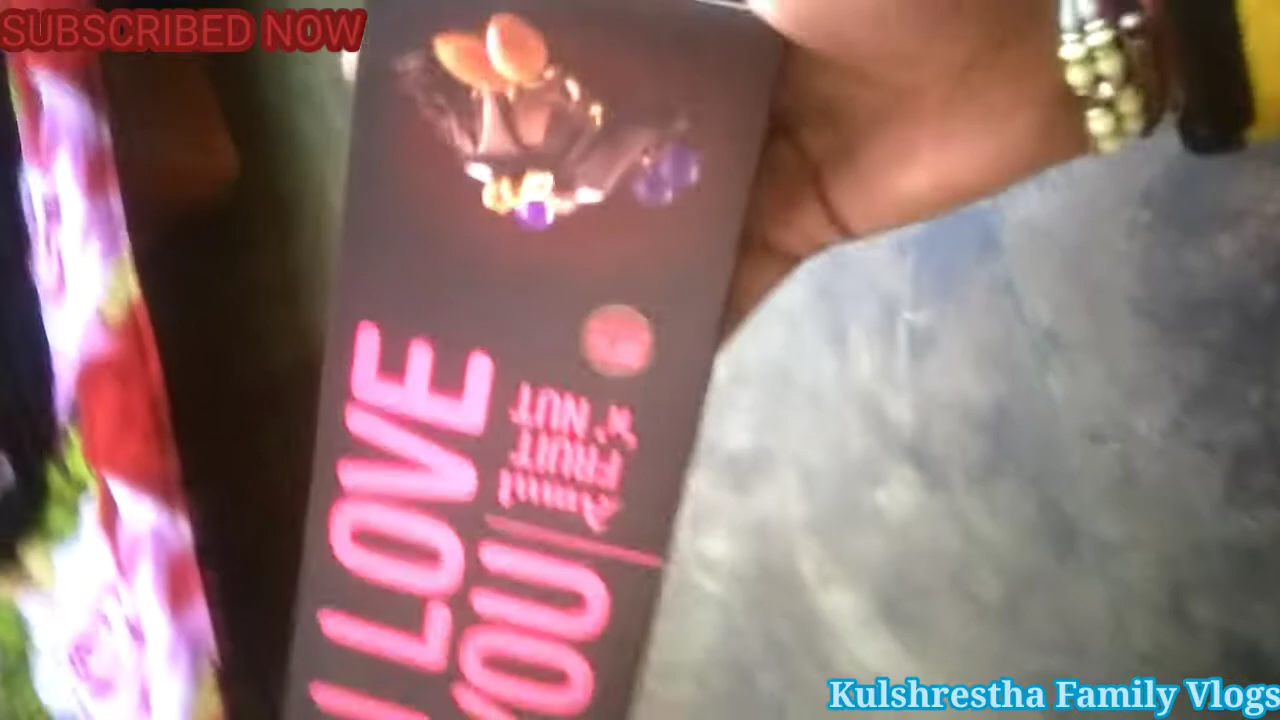 SUBSCRIBED NOW
I LOVE
YOU
Amul
FRUIT
'n' NUT
Kulshrestha Family Vlogs